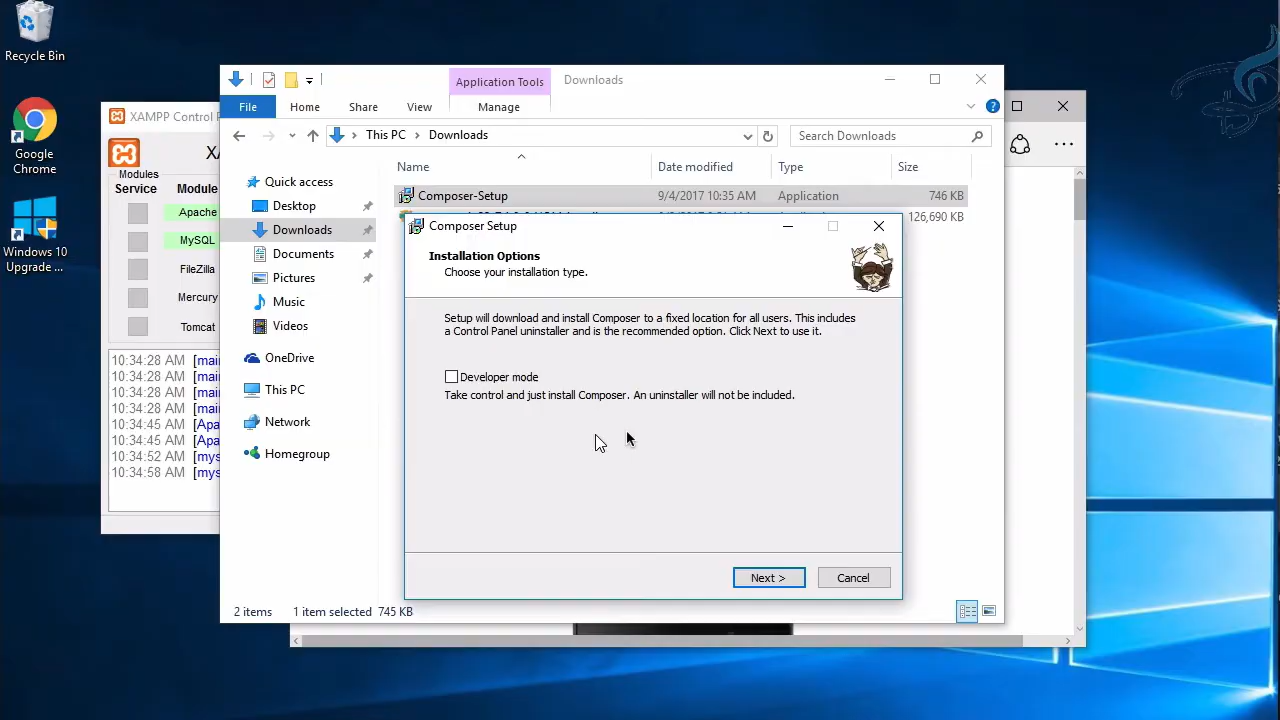 Recycle Bin
Google
Chrome
Windows 10
Upgrade ...
XAMPP Control
Modules
Service Module
Apache
MySQL
FileZilla
Mercury
Tomcat
10:34:28 AM [mai
10:34:28 AM [mai
10:34:28 AM [mai
10:34:28 AM [mai
10:34:45 AM [Apa
10:34:45 AM [Apa
10:34:52 AM [mys
10:34:58 AM [mys
Application Tools Downloads
File Home Share View Manage
This PC > Downloads
Search Downloads
Name Date modified Type Size
Quick access
Desktop
Downloads
Documents
Pictures
Music
Videos
OneDrive
This PC
Network
Homegroup
Composer-Setup 9/4/2017 10:35 AM Application 746 KB
126,690 KB
Composer Setup
Installation Options
Choose your installation type.
Setup will download and install Composer to a fixed location for all users. This includes
a Control Panel uninstaller and is the recommended option. Click Next to use it.
Developer mode
Take control and just install Composer. An uninstaller will not be included.
Next >
Cancel
2 items 1 item selected 745 KB